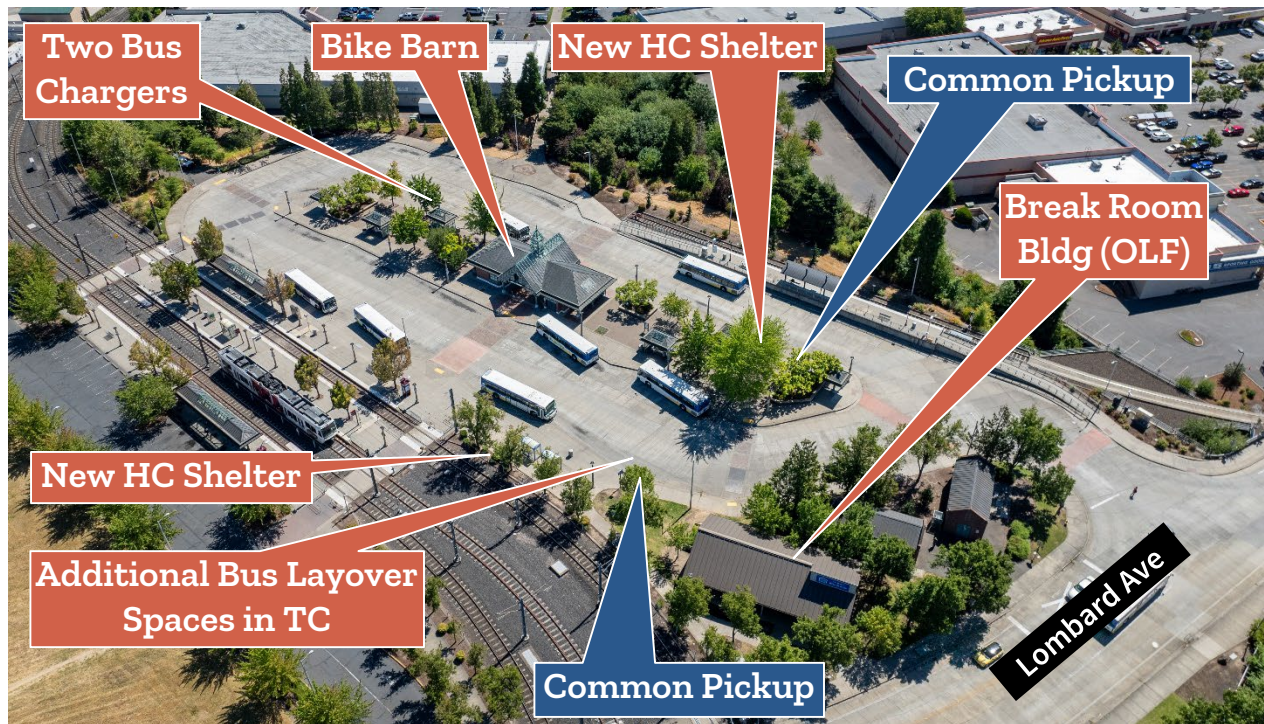 Two Bus
Chargers
Bike Barn
New HC Shelter
Common Pickup
Break Room
Bldg (OLF)
New HC Shelter
Additional Bus Layover
Spaces in TC
Common Pickup
Lombard Ave